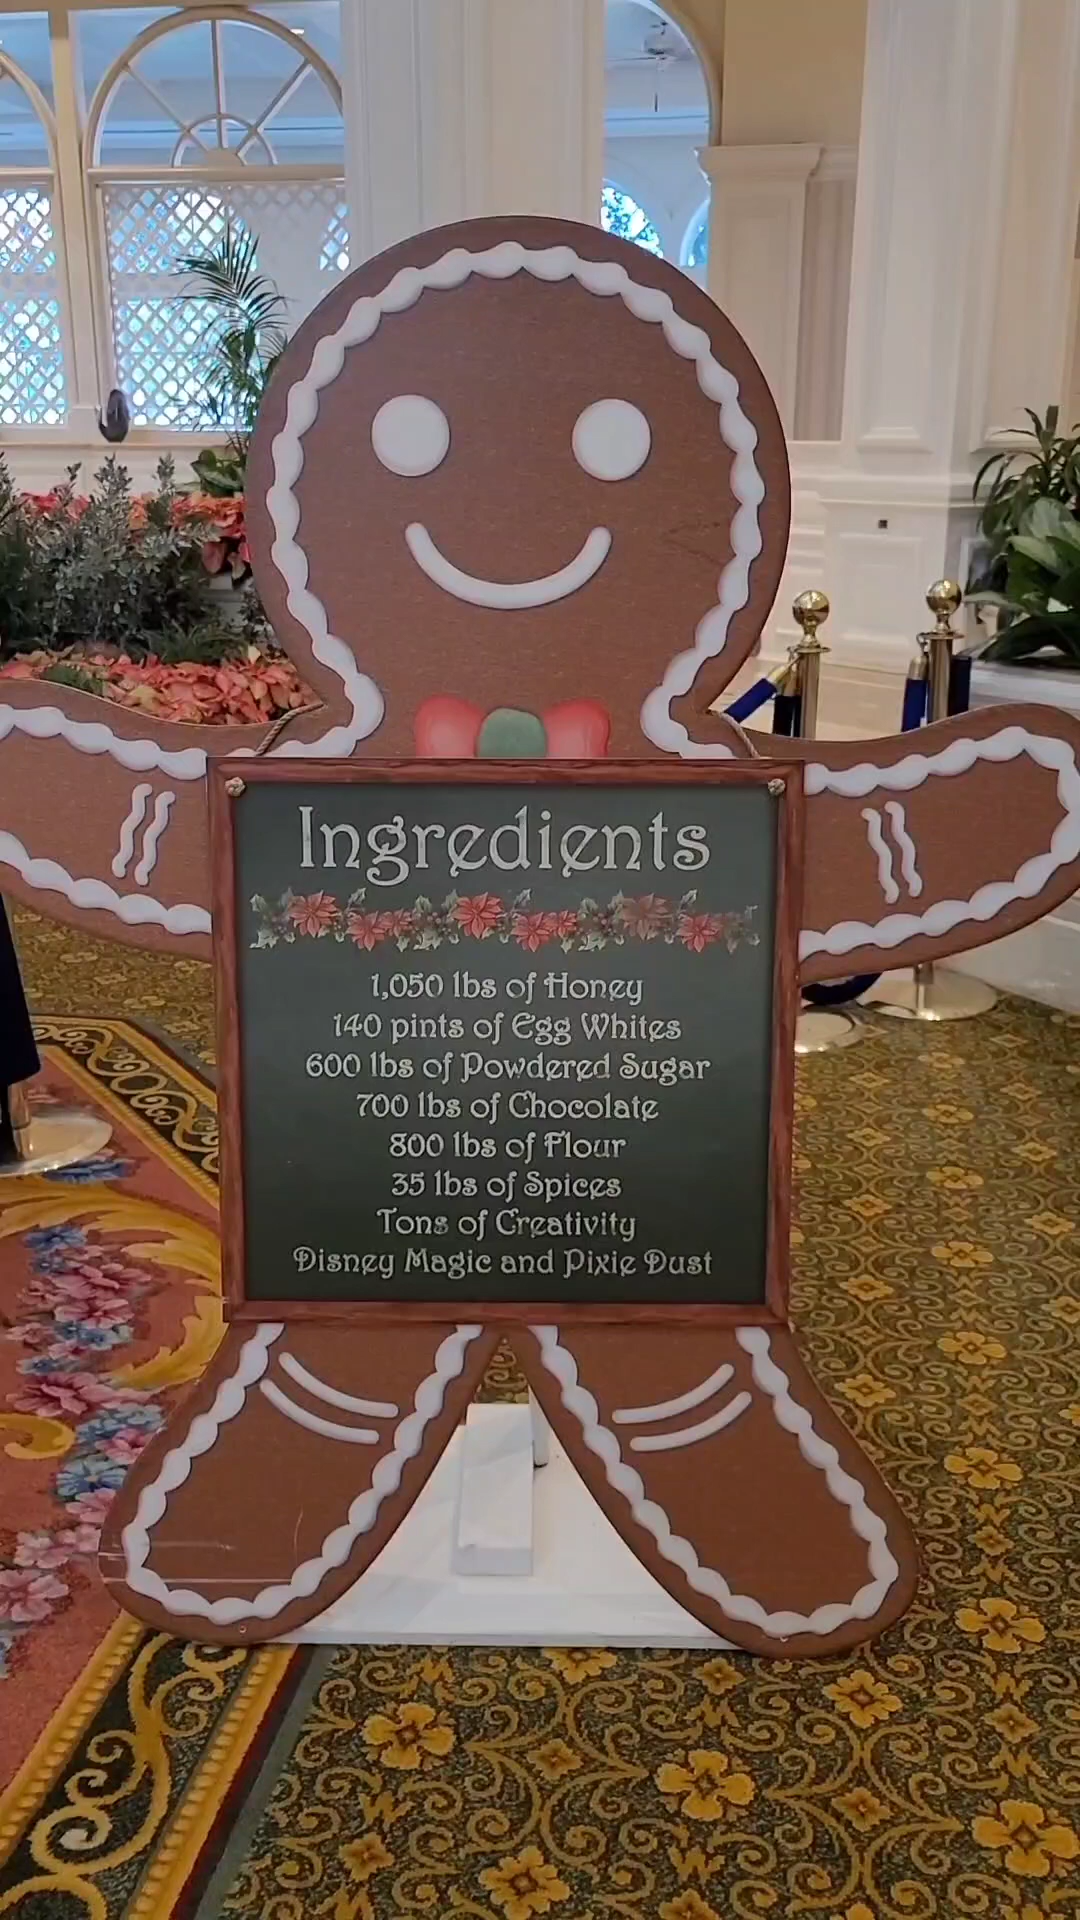 Ingredients
1,050 lbs of Honey
140 pints of Egg Whites
600 lbs of Powdered Sugar
700 lbs of Chocolate
800 lbs of Flour
35 lbs of Spices
Tons of Creativity
Disney Magic and Pixie Dust